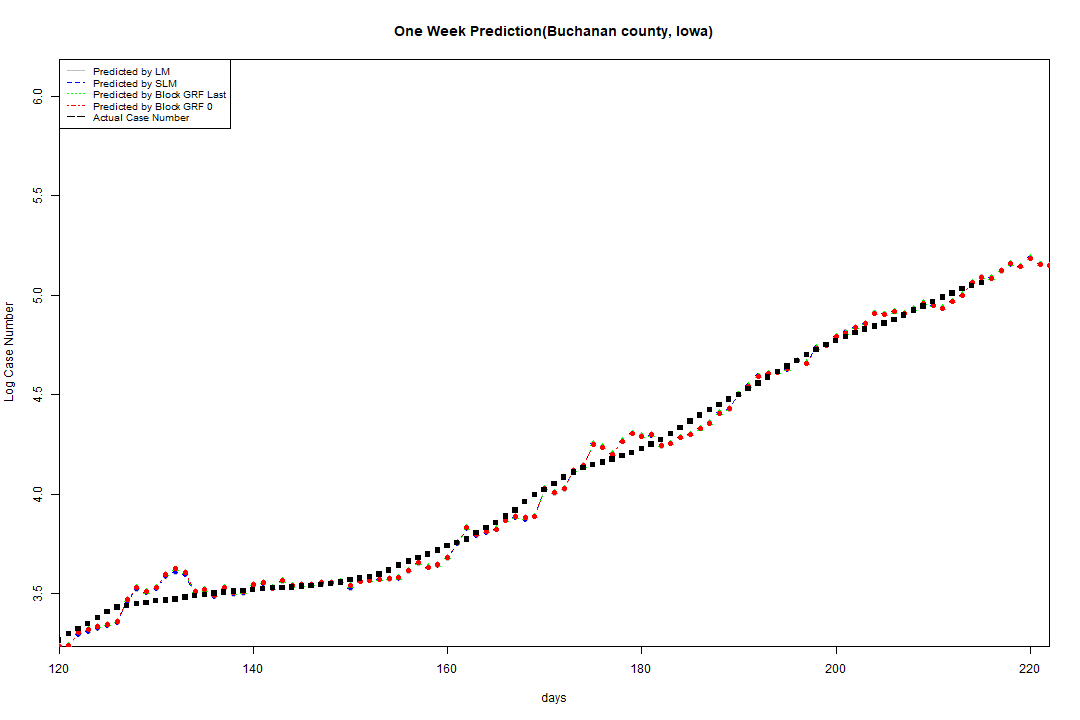 One Week Prediction(Buchanan county, Iowa)
Predicted by LM
Predicted by SLM
Predicted by Block GRF Last
Predicted by Block GRF 0
Actual Case Number
6.0
5.5
5.0
4.5
4.0
3.5
Log Case Number
120 140 160 180 200 220
days